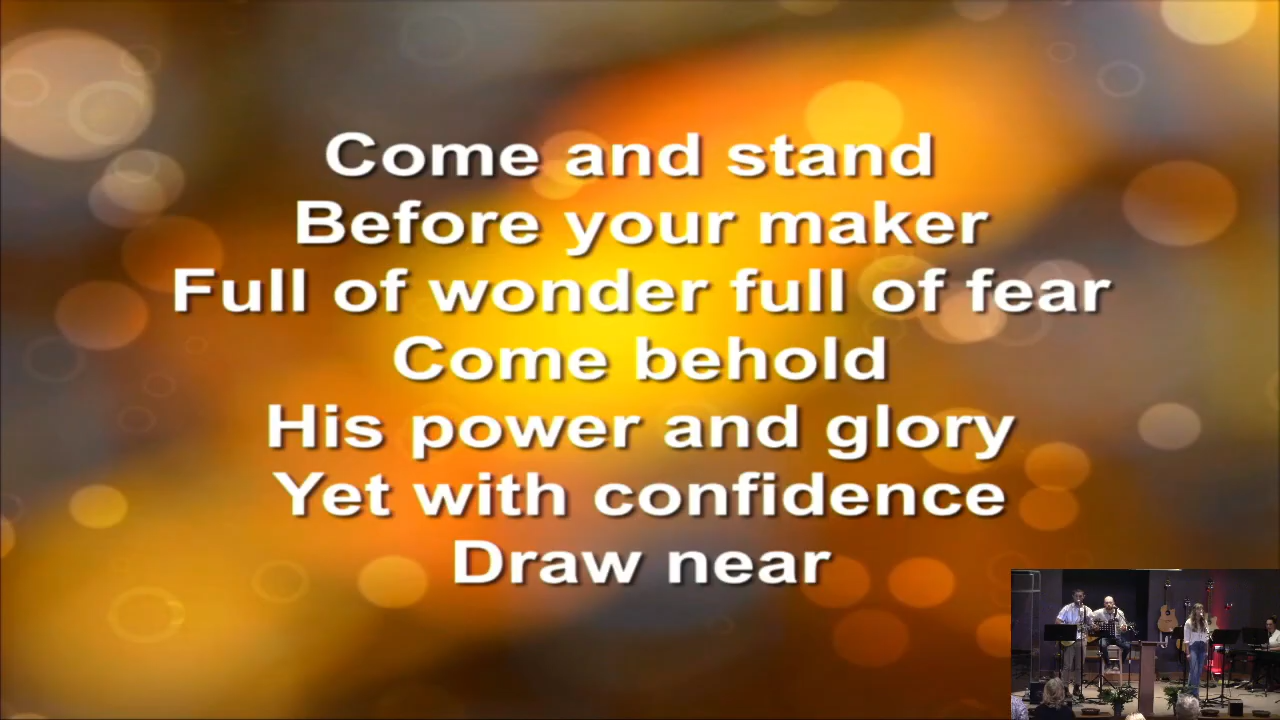 Come and stand
Before your maker
Full of wonder full of fear
Come behold
His power and glory
Yet with confidence
Draw near